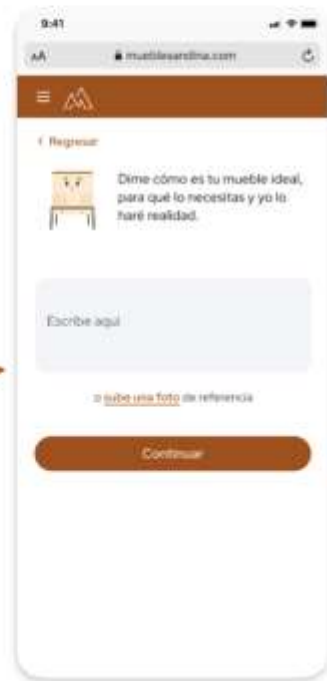 9:41
AA mueblesandina.com
< Regresar
Dime cómo es tu mueble ideal,
para qué lo necesitas y yo lo
haré realidad.
Escribe aquí
o sube una foto de referencia
Continuar